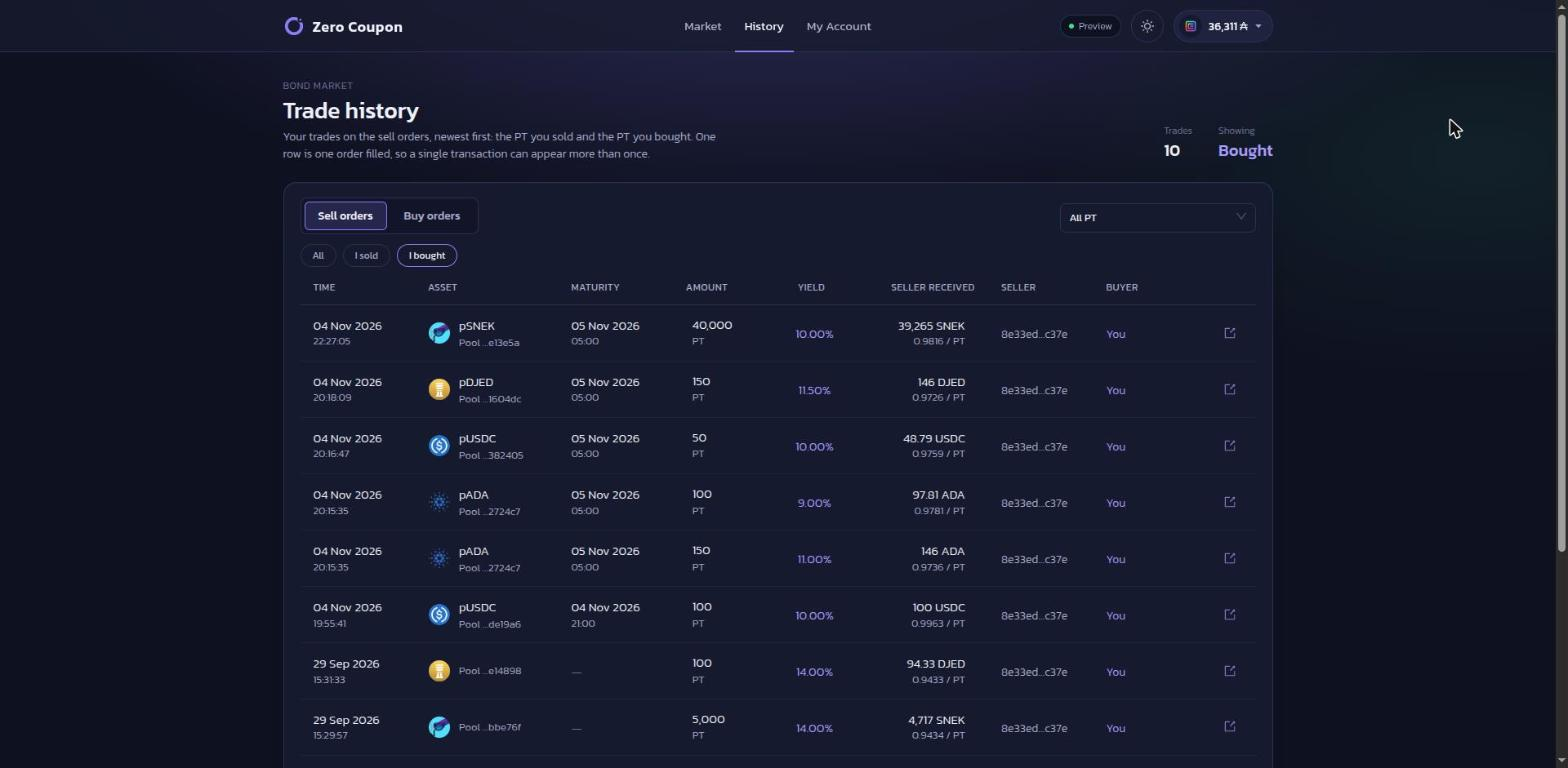 Zero Coupon
Market History My Account
Preview
36,311 ₳
BOND MARKET
Trade history
Your trades on the sell orders, newest first: the PT you sold and the PT you bought. One
row is one order filled, so a single transaction can appear more than once.
Trades Showing
10 Bought
Sell orders Buy orders
All PT
All I sold I bought
TIME ASSET MATURITY AMOUNT YIELD SELLER RECEIVED SELLER BUYER
04 Nov 2026 pSNEK 05 Nov 2026 40,000 10.00% 39,265 SNEK 8e33ed...c37e You
22:27:05 Pool ...e13e5a 05:00 PT 0.9816 / PT
04 Nov 2026 pDJED 05 Nov 2026 150 11.50% 146 DJED 8e33ed...c37e You
20:18:09 Pool ...1604dc 05:00 PT 0.9726 / PT
04 Nov 2026 pUSDC 05 Nov 2026 50 10.00% 48.79 USDC 8e33ed...c37e You
20:16:47 Pool ...382405 05:00 PT 0.9759 / PT
04 Nov 2026 pADA 05 Nov 2026 100 9.00% 97.81 ADA 8e33ed...c37e You
20:15:35 Pool ...2724c7 05:00 PT 0.9781 / PT
04 Nov 2026 pADA 05 Nov 2026 150 11.00% 146 ADA 8e33ed...c37e You
20:15:35 Pool ...2724c7 05:00 PT 0.9736 / PT
04 Nov 2026 pUSDC 04 Nov 2026 100 10.00% 100 USDC 8e33ed...c37e You
19:55:41 Pool ...de19a6 21:00 PT 0.9963 / PT
29 Sep 2026 Pool ...e14898 — 100 14.00% 94.33 DJED 8e33ed...c37e You
15:31:33 PT 0.9433 / PT
29 Sep 2026 Pool ...bbe76f — 5,000 14.00% 4,717 SNEK 8e33ed...c37e You
15:29:57 PT 0.9434 / PT